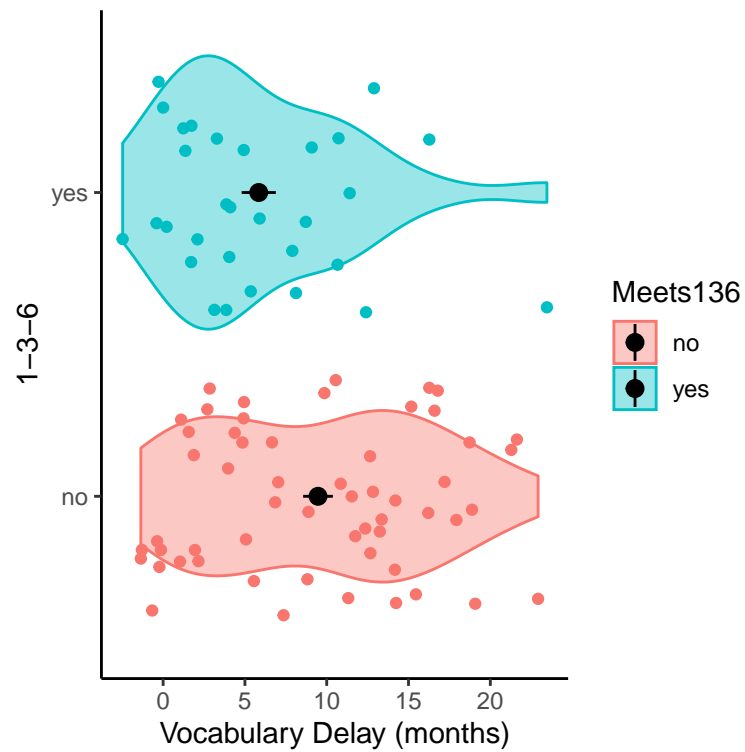 yes
no
1−3−6
0 5 10 15 20
Vocabulary Delay (months)
Meets136
no
yes